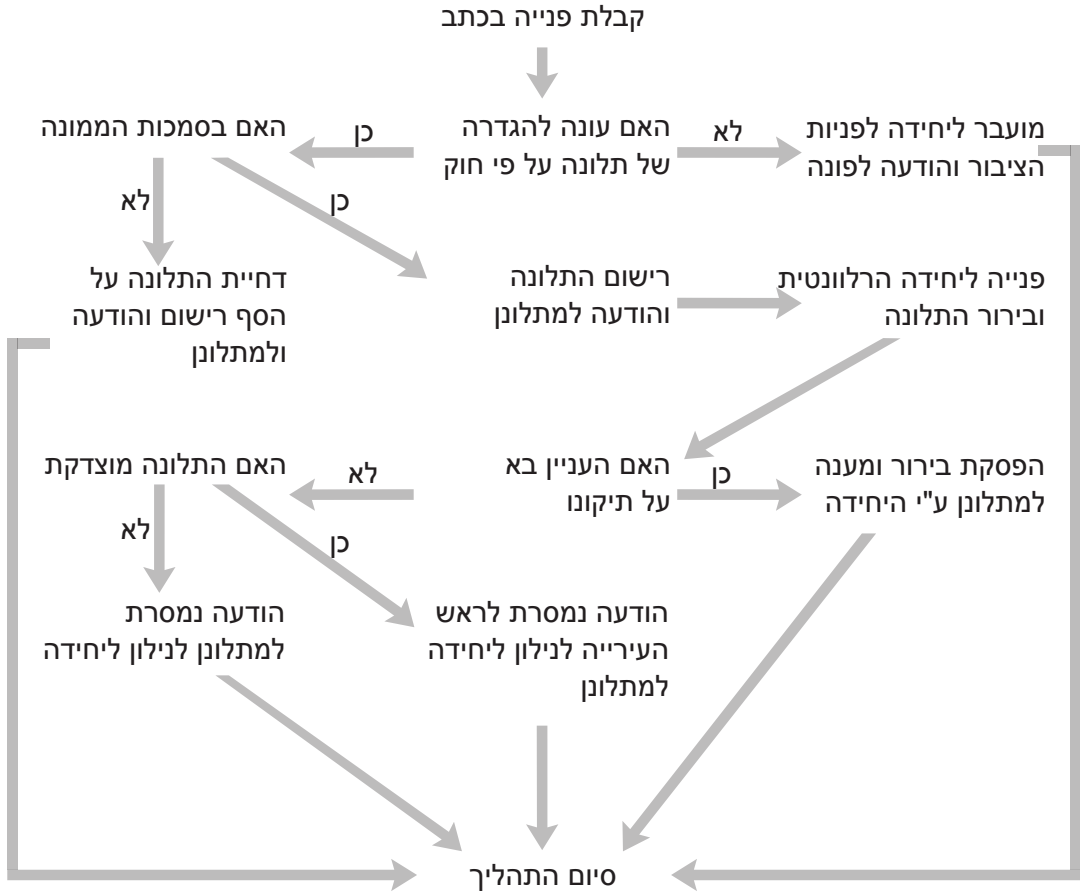 קבלת פנייה בכתב
מועבר ליחידה לפניות
הציבור והודעה לפונה
לא
האם עונה להגדרה
של תלונה על פי חוק
כן
האם בסמכות הממונה
כן
לא
פנייה ליחידה הרלוונטית
ובירור התלונה
רישום התלונה
והודעה למתלונן
דחיית התלונה על
הסף רישום והודעה
ולמתלונן
הפסקת בירור ומענה
למתלונן ע"י היחידה
כן
האם העניין בא
על תיקונו
לא
האם התלונה מוצדקת
כן
לא
הודעה נמסרת לראש
העירייה לנילון ליחידה
למתלונן
הודעה נמסרת
למתלונן לנילון ליחידה
סיום התהליך